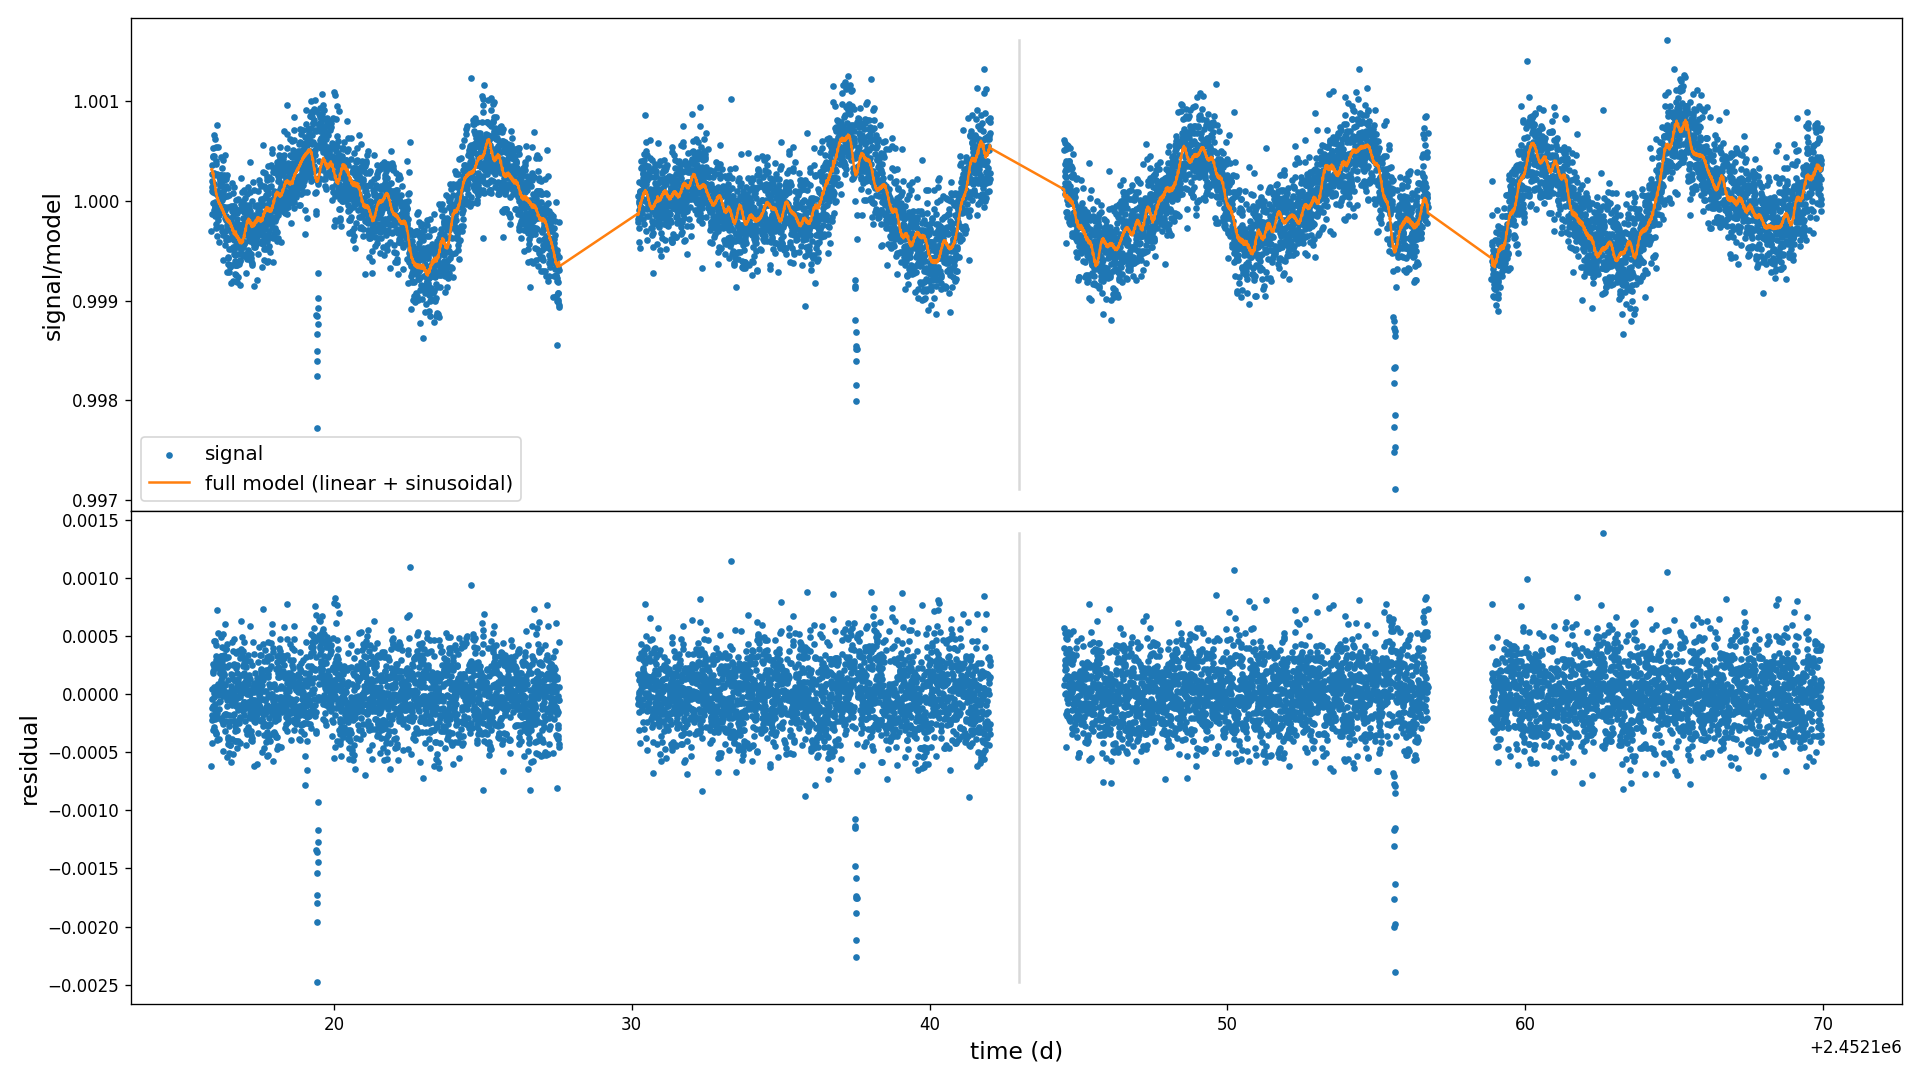 signal/model
1.001
1.000
0.999
0.998
0.997
signal
full model (linear + sinusoidal)
residual
0.0015
0.0010
0.0005
0.0000
−0.0005
−0.0010
−0.0015
−0.0020
−0.0025
20 30 40 50 60 70
time (d)
+2.4521e6